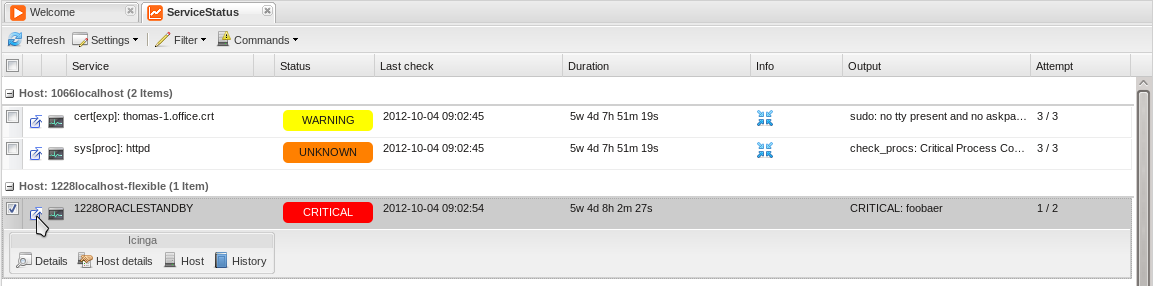 Welcome ServiceStatus
Refresh Settings Filter Commands
Service Status Last check Duration Info Output Attempt
Host: 1066localhost (2 Items)
cert[exp]: thomas-1.office.crt WARNING 2012-10-04 09:02:45 5w 4d 7h 51m 19s sudo: no tty present and no askpa... 3 / 3
sys[proc]: httpd UNKNOWN 2012-10-04 09:02:45 5w 4d 7h 51m 19s check_procs: Critical Process Co... 3 / 3
Host: 1228localhost-flexible (1 Item)
1228ORACLESTANDBY CRITICAL 2012-10-04 09:02:54 5w 4d 8h 2m 27s CRITICAL: foobaer 1 / 2
Icinga
Details Host details Host History